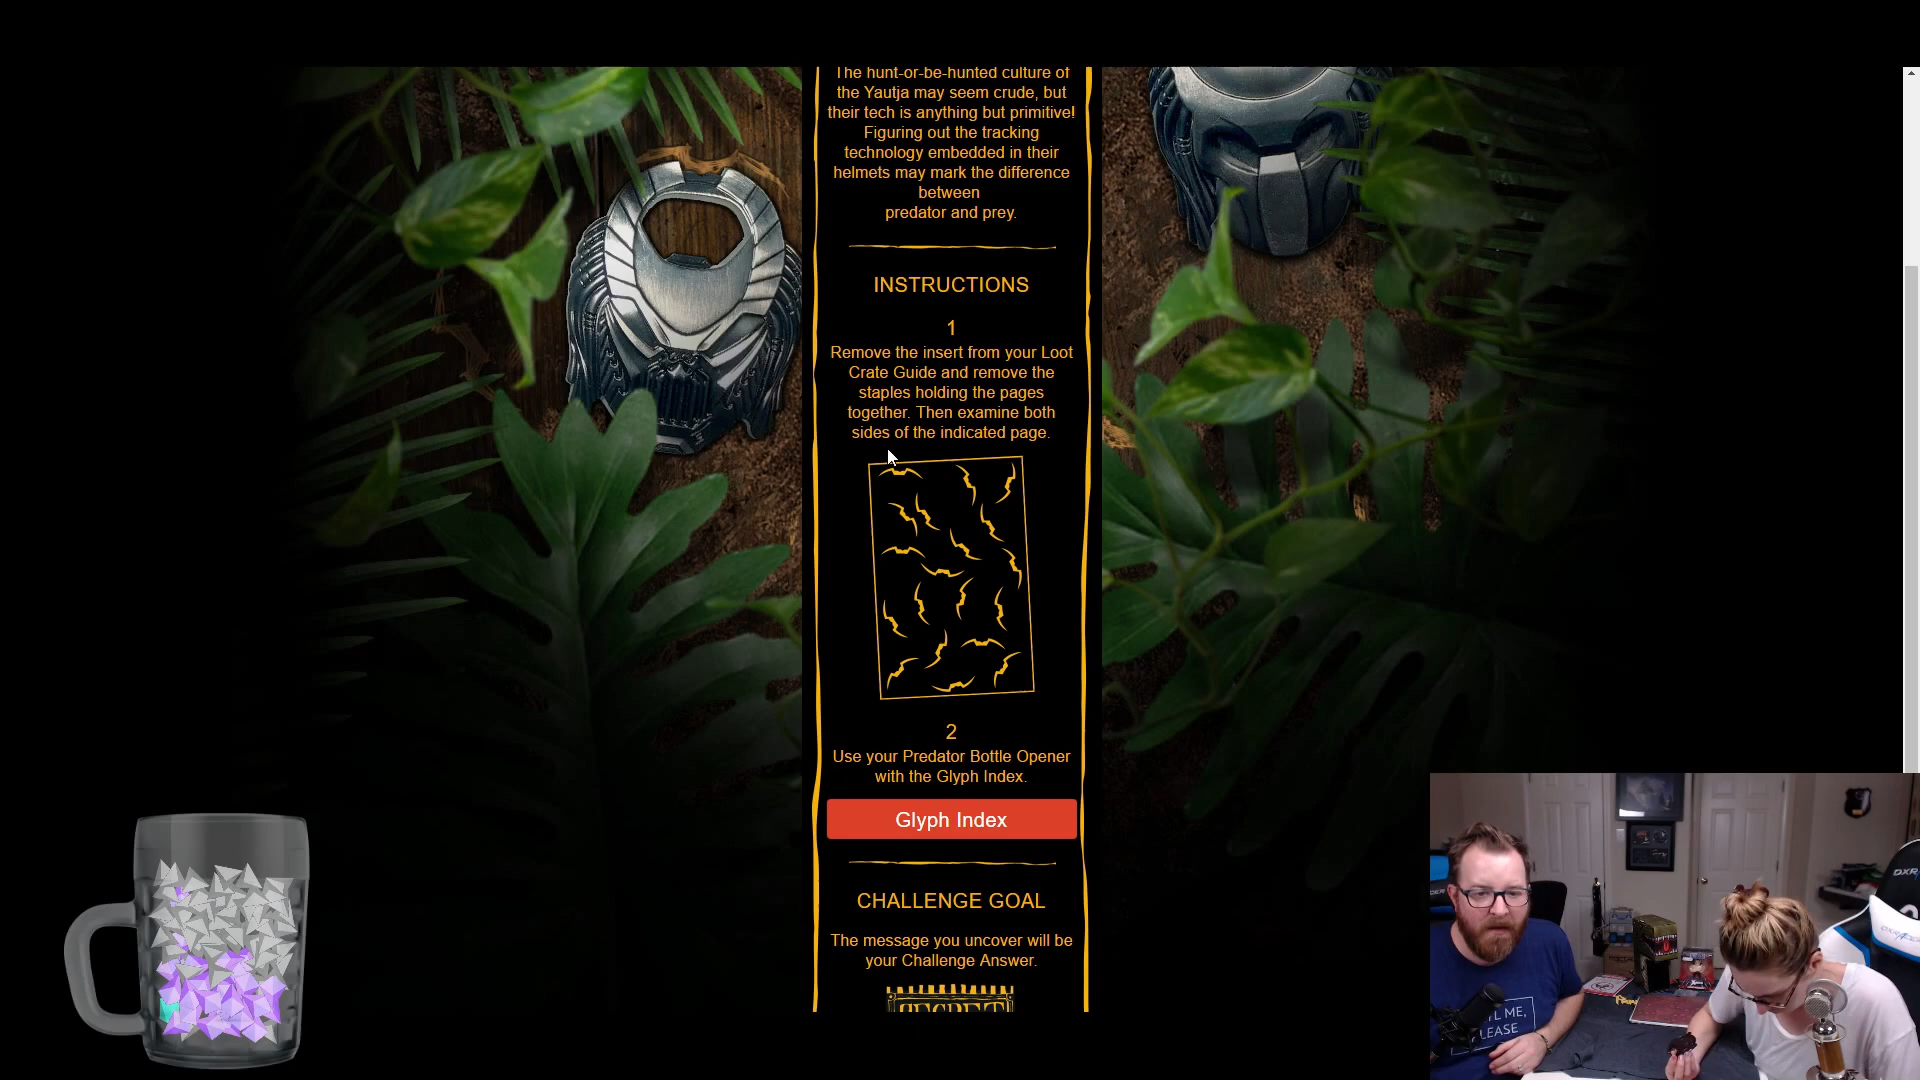 The hunt-or-be-hunted culture of
the Yautja may seem crude, but
their tech is anything but primitive!
Figuring out the tracking
technology embedded in their
helmets may mark the difference
between
predator and prey.
INSTRUCTIONS
1
Remove the insert from your Loot
Crate Guide and remove the
staples holding the pages
together. Then examine both
sides of the indicated page.
2
Use your Predator Bottle Opener
with the Glyph Index.
Glyph Index
CHALLENGE GOAL
The message you uncover will be
your Challenge Answer.
SECRET
ME,
LEASE